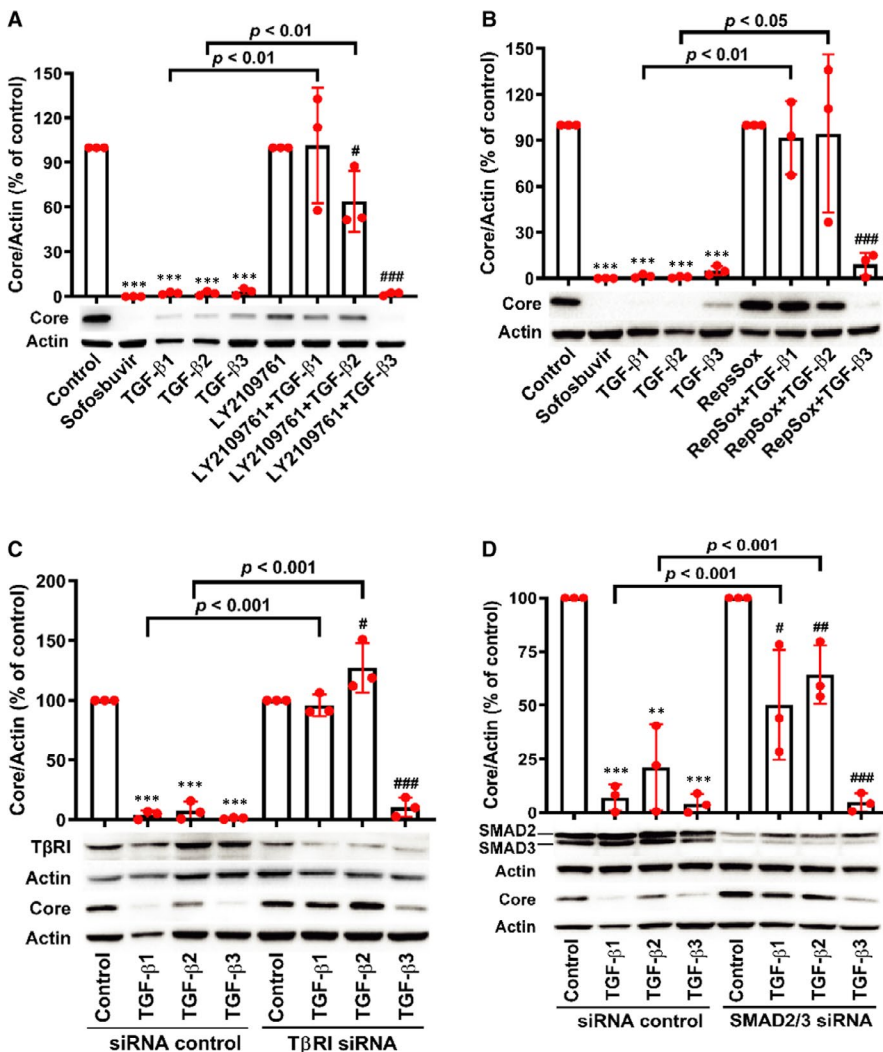 A
p < 0.01
p < 0.01
Core/Actin (% of control)
150
120
90
60
30
0
***
***
***
***
#
###
Core
Actin
Control
Sofosbuvir
TGF-β1
TGF-β2
TGF-β3
LY2109761
LY2109761+TGF-β1
LY2109761+TGF-β2
LY2109761+TGF-β3
B
p < 0.05
p < 0.01
Core/Actin (% of control)
150
120
90
60
30
0
***
***
***
***
###
Core
Actin
Control
Sofosbuvir
TGF-β1
TGF-β2
TGF-β3
RepsSox
RepSox+TGF-β1
RepSox+TGF-β2
RepSox+TGF-β3
C
p < 0.001
p < 0.001
Core/Actin (% of control)
200
150
100
50
0
***
***
***
#
###
TβRI
Actin
Core
Actin
Control
TGF-β1
TGF-β2
TGF-β3
Control
TGF-β1
TGF-β2
TGF-β3
siRNA control
TβRI siRNA
D
p < 0.001
p < 0.001
Core/Actin (% of control)
100
75
50
25
0
***
**
***
#
##
###
SMAD2
SMAD3
Actin
Core
Actin
Control
TGF-β1
TGF-β2
TGF-β3
Control
TGF-β1
TGF-β2
TGF-β3
siRNA control
SMAD2/3 siRNA